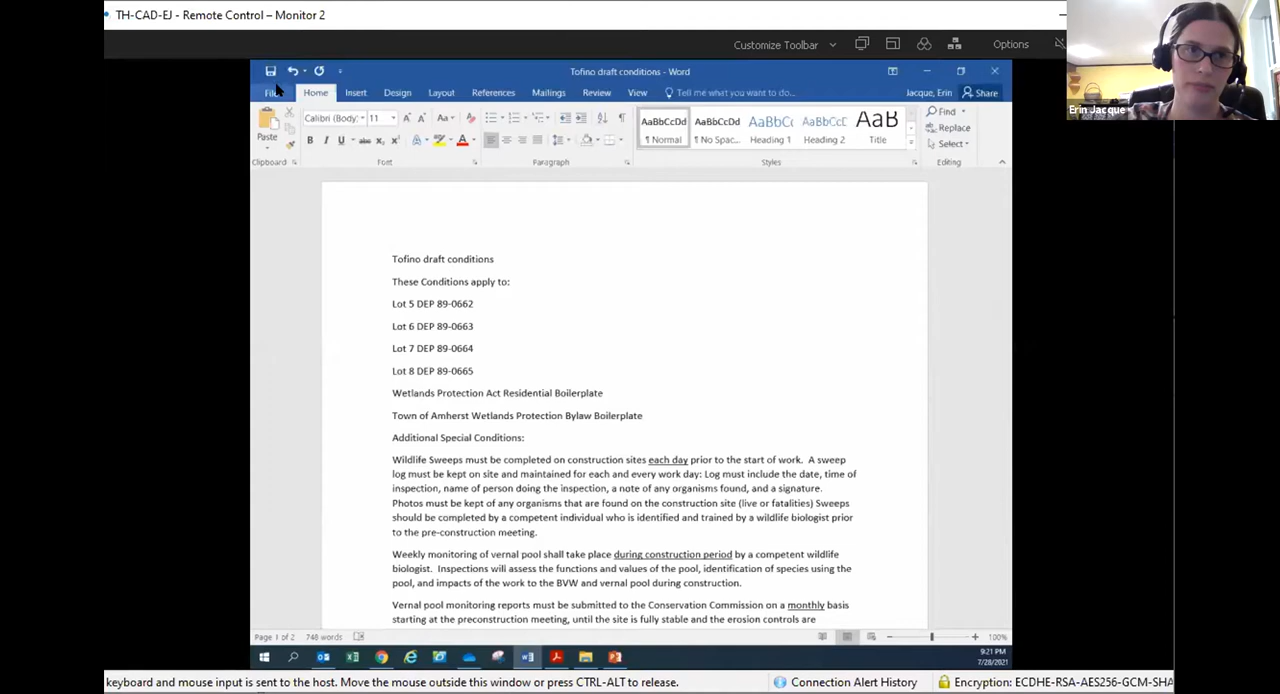 TH-CAD-EJ - Remote Control – Monitor 2
Customize Toolbar
Options
Erin Jacque
Tofino draft conditions - Word
File Home Insert Design Layout References Mailings Review View Tell me what you want to do... Jacque, Erin Share
Paste
Calibri (Body) 11
AaBbCcDd AaBbCcDd AaBbCc AaBbCcD AaB
¶ Normal ¶ No Spac... Heading 1 Heading 2 Title
Find
Replace
Select
Clipboard Font Paragraph Styles Editing
Tofino draft conditions
These Conditions apply to:
Lot 5 DEP 89-0662
Lot 6 DEP 89-0663
Lot 7 DEP 89-0664
Lot 8 DEP 89-0665
Wetlands Protection Act Residential Boilerplate
Town of Amherst Wetlands Protection Bylaw Boilerplate
Additional Special Conditions:
Wildlife Sweeps must be completed on construction sites each day prior to the start of work. A sweep
log must be kept on site and maintained for each and every work day: Log must include the date, time of
inspection, name of person doing the inspection, a note of any organisms found, and a signature.
Photos must be kept of any organisms that are found on the construction site (live or fatalities) Sweeps
should be completed by a competent individual who is identified and trained by a wildlife biologist prior
to the pre-construction meeting.
Weekly monitoring of vernal pool shall take place during construction period by a competent wildlife
biologist. Inspections will assess the functions and values of the pool, identification of species using the
pool, and impacts of the work to the BVW and vernal pool during construction.
Vernal pool monitoring reports must be submitted to the Conservation Commission on a monthly basis
starting at the preconstruction meeting, until the site is fully stable and the erosion controls are
Page 1 of 2 748 words 100%
9:21 PM
7/28/2021
keyboard and mouse input is sent to the host. Move the mouse outside this window or press CTRL-ALT to release. Connection Alert History Encryption: ECDHE-RSA-AES256-GCM-SHA